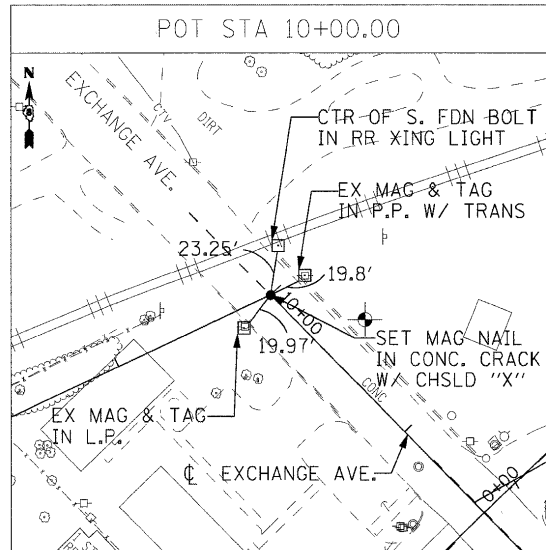 POT STA 10+00.00
N
EXCHANGE AVE.
CTV
DIRT
CTR OF S. FDN BOLT
IN RR XING LIGHT
EX MAG & TAG
IN P.P. W/ TRANS
23.25'
19.8'
10+00
19.97'
SET MAG NAIL
IN CONC. CRACK
W/ CHSLD "X"
CONC
EX MAG & TAG
IN L.P.
℄ EXCHANGE AVE.
0+00